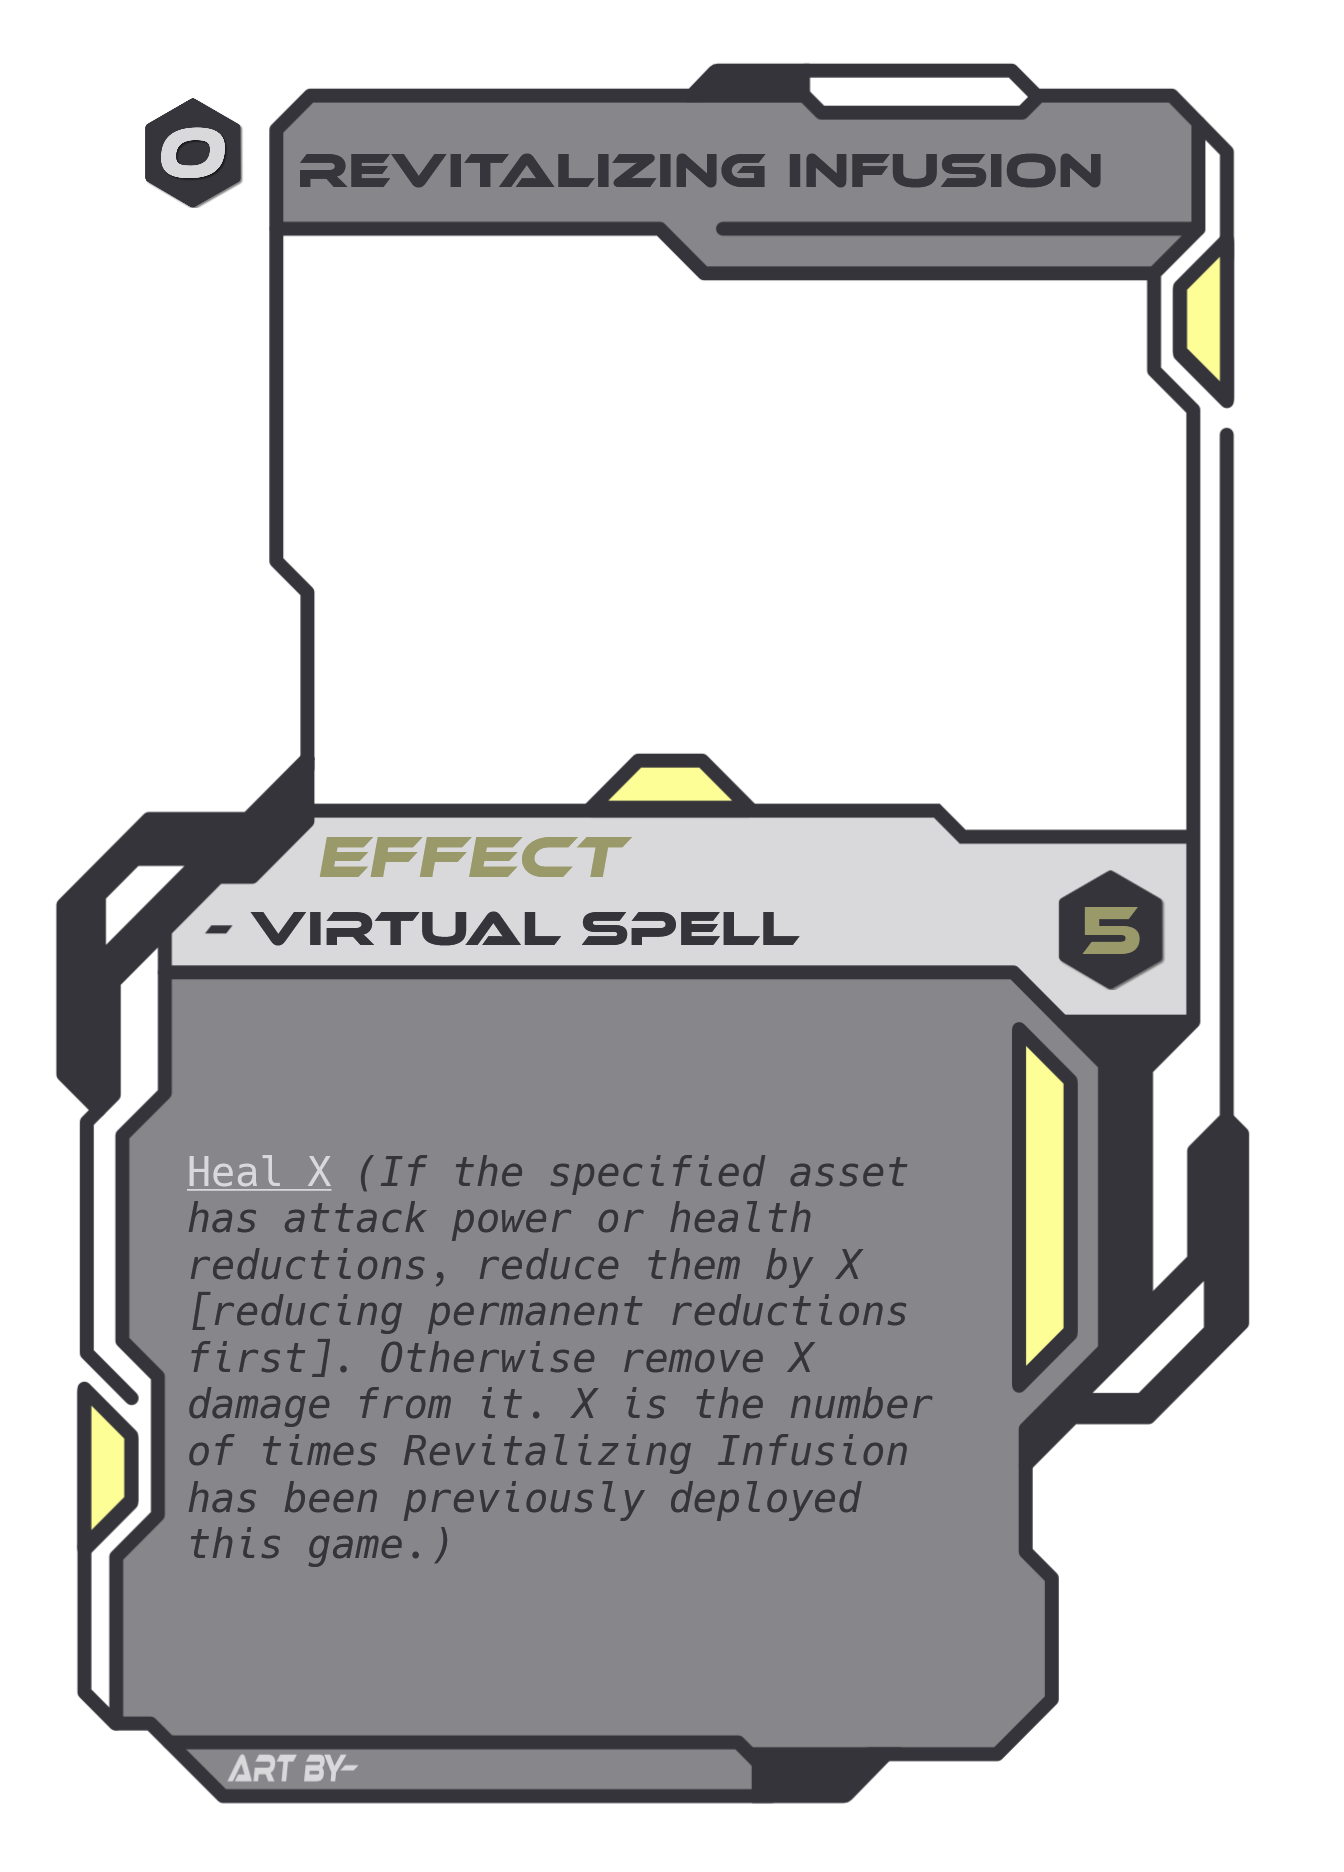 0
REVITALIZING INFUSION
EFFECT
- VIRTUAL SPELL
5
Heal X (If the specified asset
has attack power or health
reductions, reduce them by X
[reducing permanent reductions
first]. Otherwise remove X
damage from it. X is the number
of times Revitalizing Infusion
has been previously deployed
this game.)
ART BY-